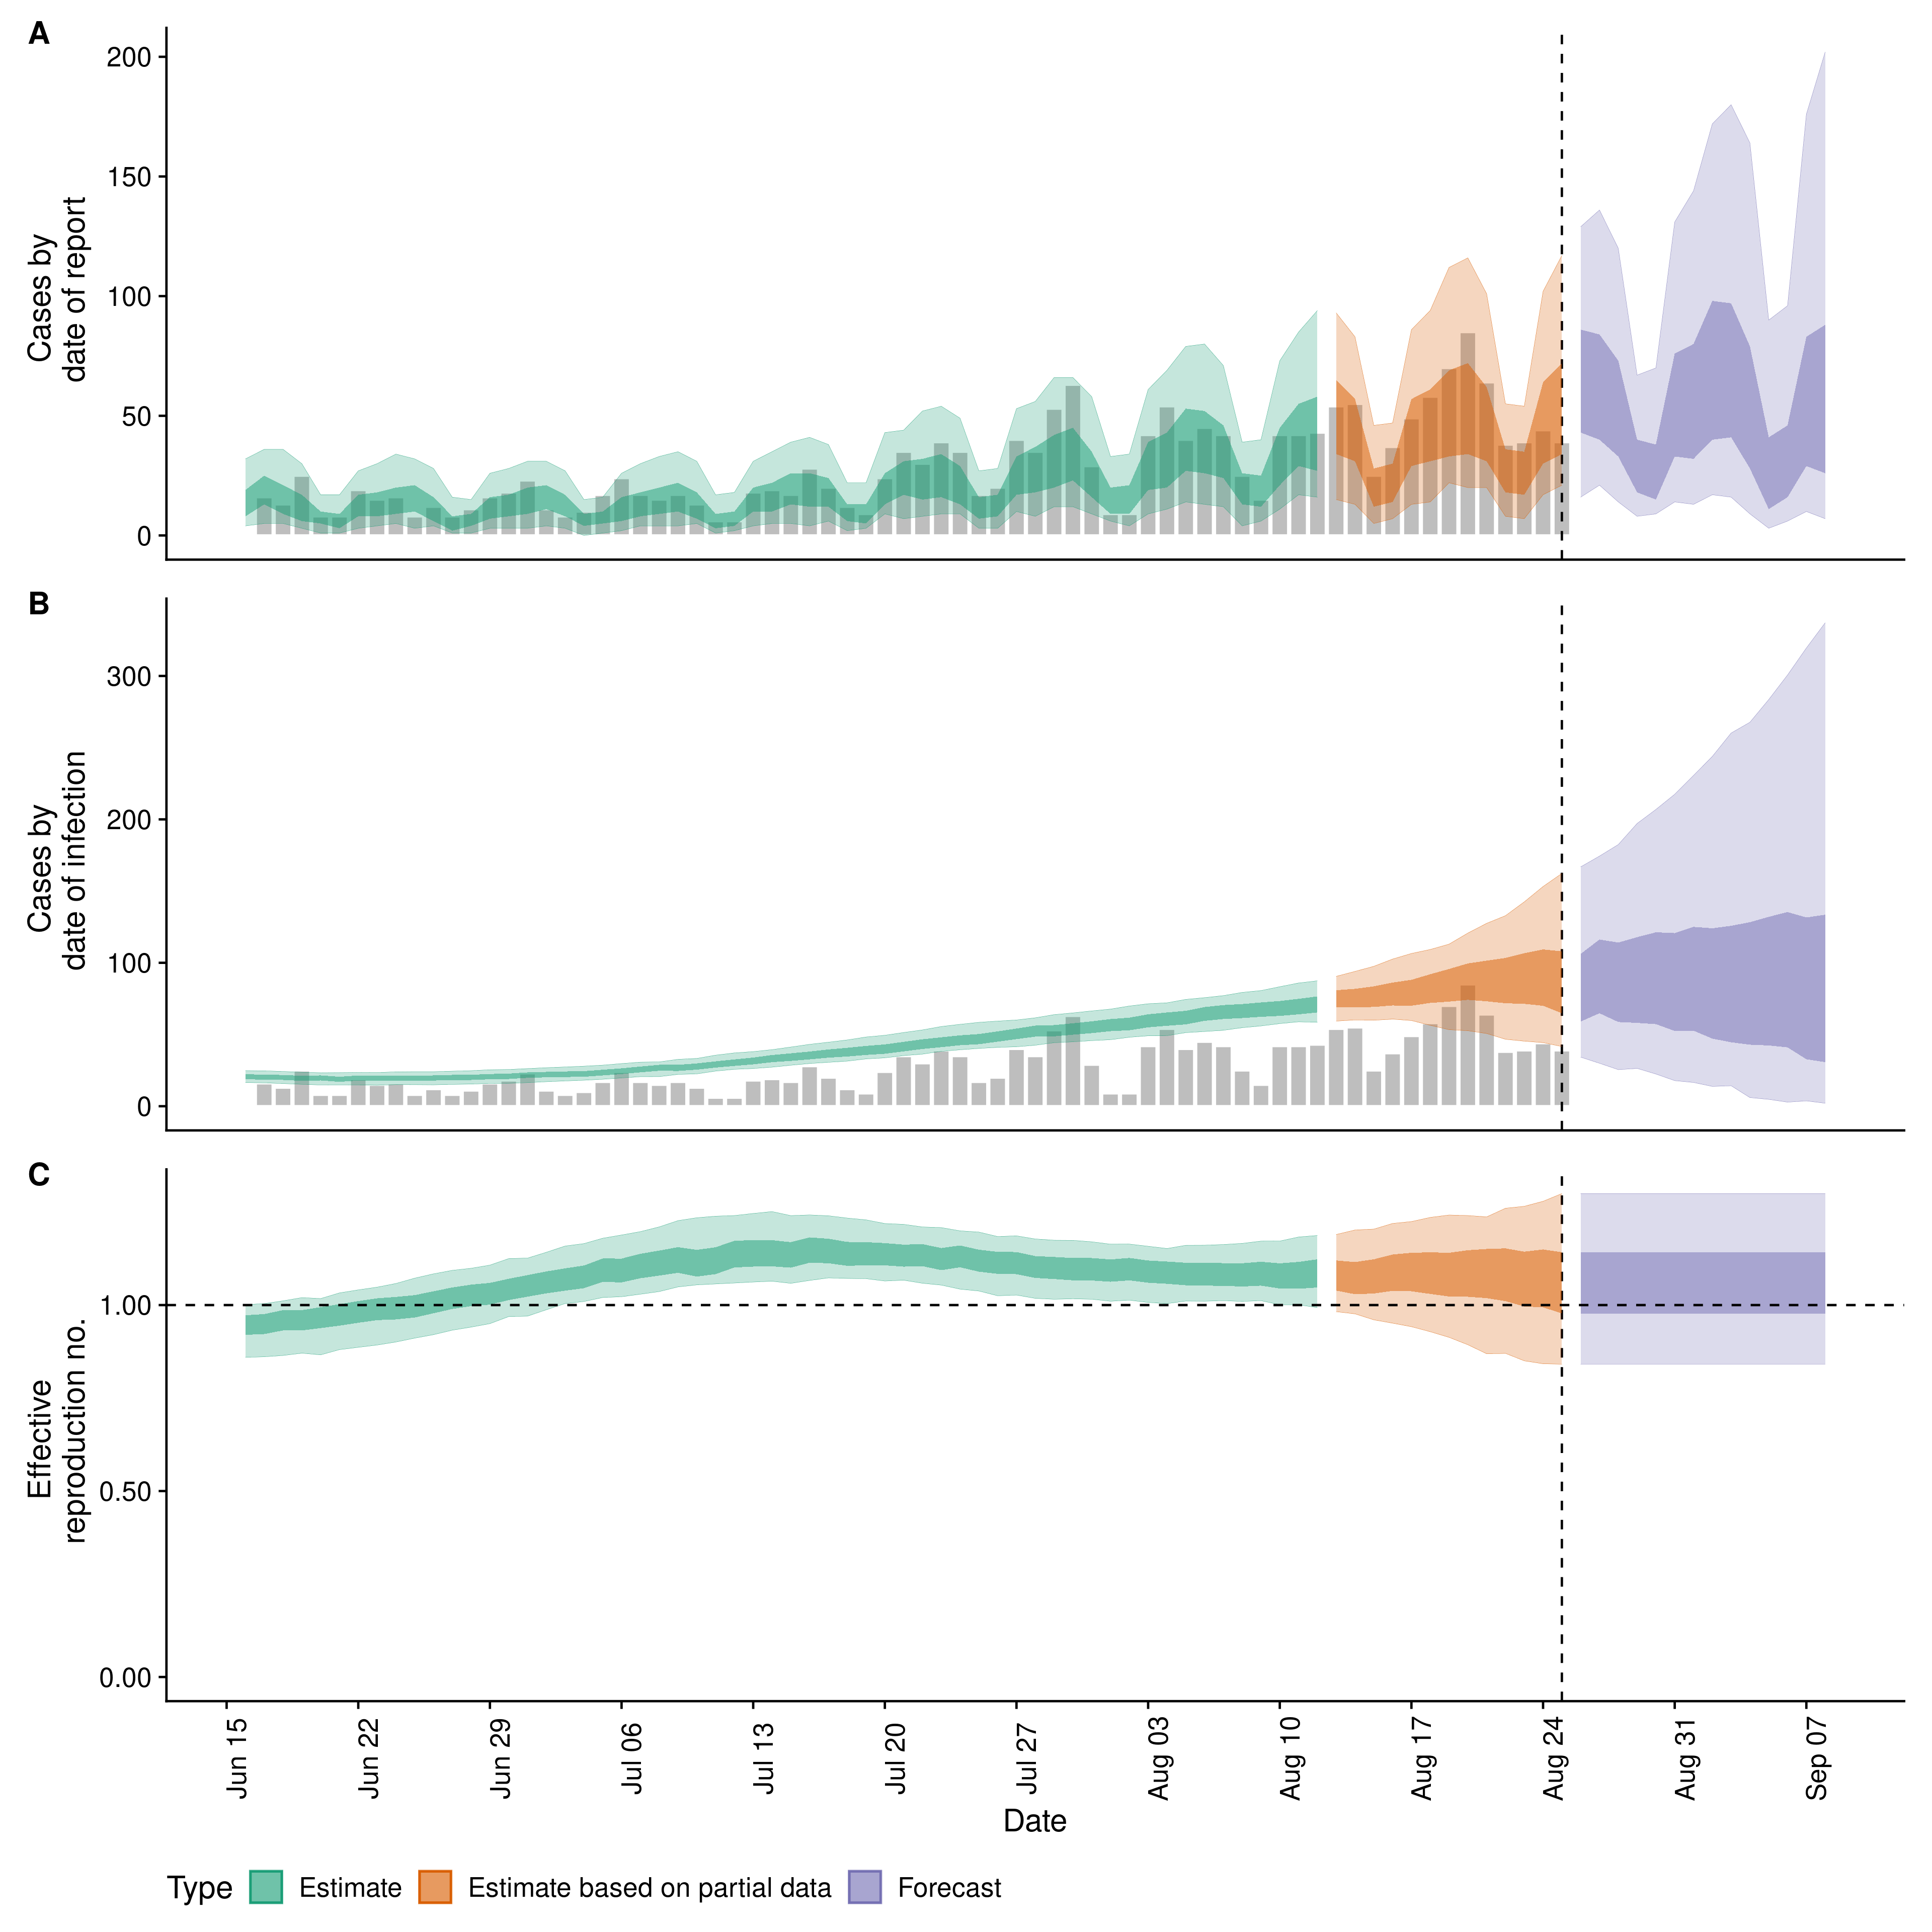 A
200
150
100
50
0
Cases by
date of report
B
300
200
100
0
Cases by
date of infection
C
1.00
0.50
0.00
Effective
reproduction no.
Jun 15
Jun 22
Jun 29
Jul 06
Jul 13
Jul 20
Jul 27
Aug 03
Aug 10
Aug 17
Aug 24
Aug 31
Sep 07
Date
Type Estimate Estimate based on partial data Forecast